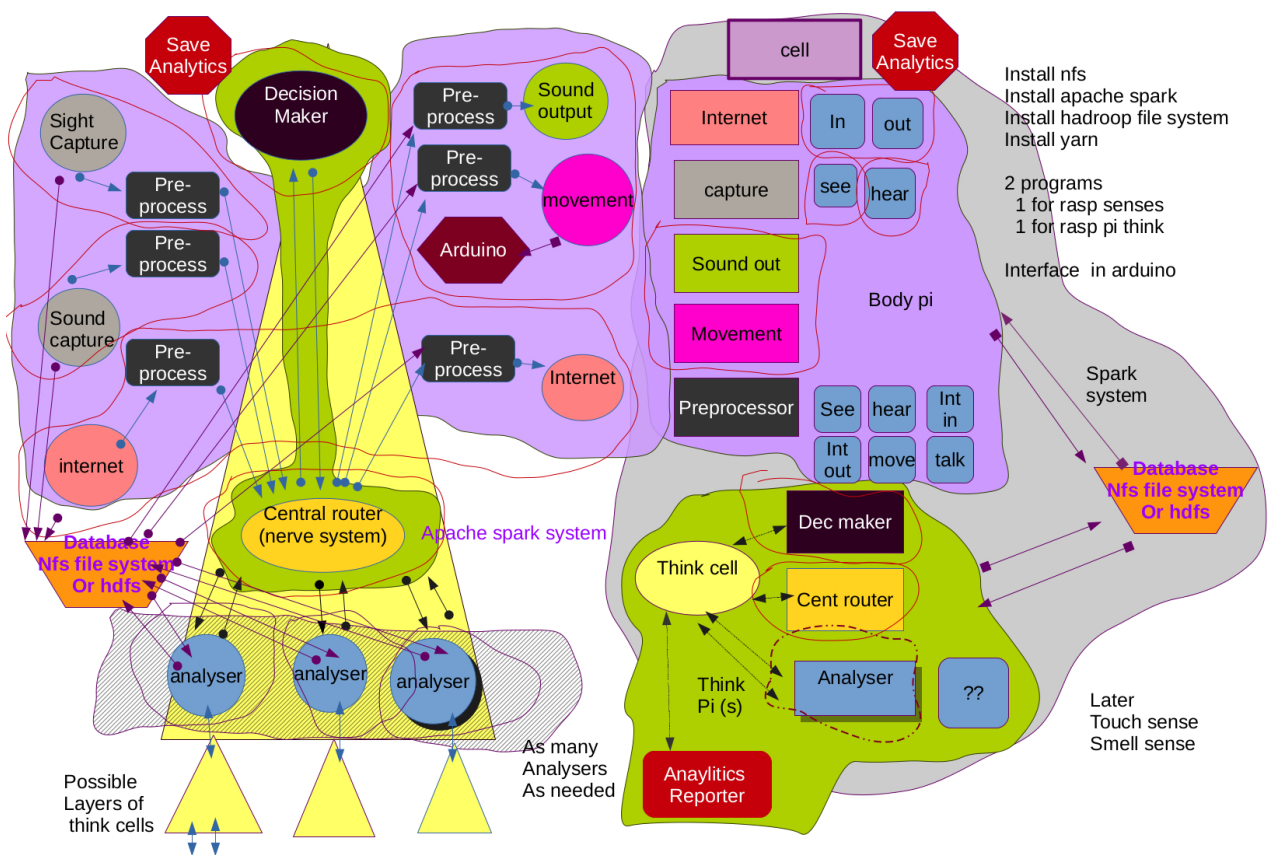 Save
Analytics
Decision
Maker
Sight
Capture
Pre-
process
Pre-
process
Sound
capture
Pre-
process
internet
Pre-
process
Sound
output
Pre-
process
movement
Arduino
Pre-
process
Internet
Central router
(nerve system)
Apache spark system
Database
Nfs file system
Or hdfs
analyser
analyser
analyser
Possible
Layers of
think cells
As many
Analysers
As needed
cell
Save
Analytics
Internet
In
out
capture
see
hear
Sound out
Movement
Body pi
Preprocessor
See
hear
Int
in
Int
out
move
talk
Install nfs
Install apache spark
Install hadroop file system
Install yarn
2 programs
1 for rasp senses
1 for rasp pi think
Interface in arduino
Spark
system
Database
Nfs file system
Or hdfs
Dec maker
Think cell
Cent router
Think
Pi (s)
Analyser
??
Anaylitics
Reporter
Later
Touch sense
Smell sense